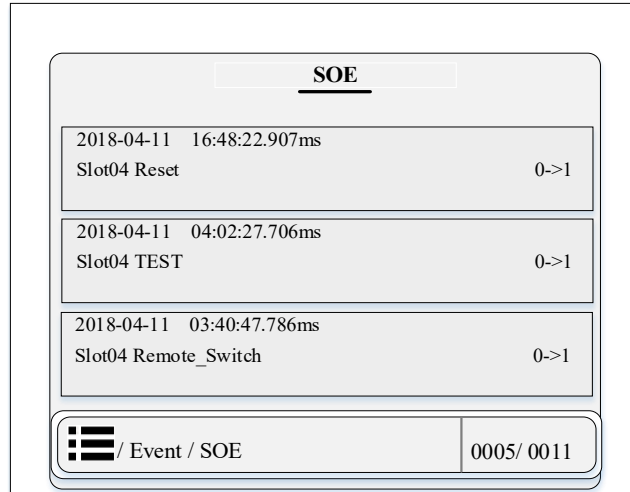 SOE
2018-04-11 16:48:22.907ms
Slot04 Reset 0->1
2018-04-11 04:02:27.706ms
Slot04 TEST 0->1
2018-04-11 03:40:47.786ms
Slot04 Remote_Switch 0->1
/ Event / SOE 0005/ 0011